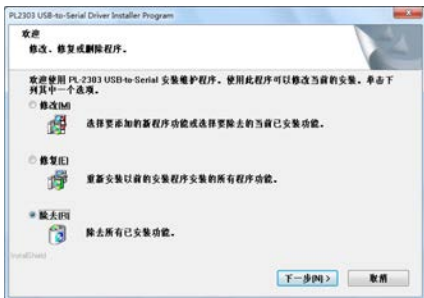 PL2303 USB-to-Serial Driver Installer Program
欢迎
修改、修复或删除程序。
欢迎使用 PL-2303 USB-to-Serial 安装维护程序。使用此程序可以修改当前的安装。单击下
列其中一个选项。
修改(M)
选择要添加的新程序功能或选择要除去的当前已安装功能。
修复(E)
重新安装以前的安装程序安装的所有程序功能。
除去(R)
除去所有已安装功能。
InstallShield
下一步(N) >
取消